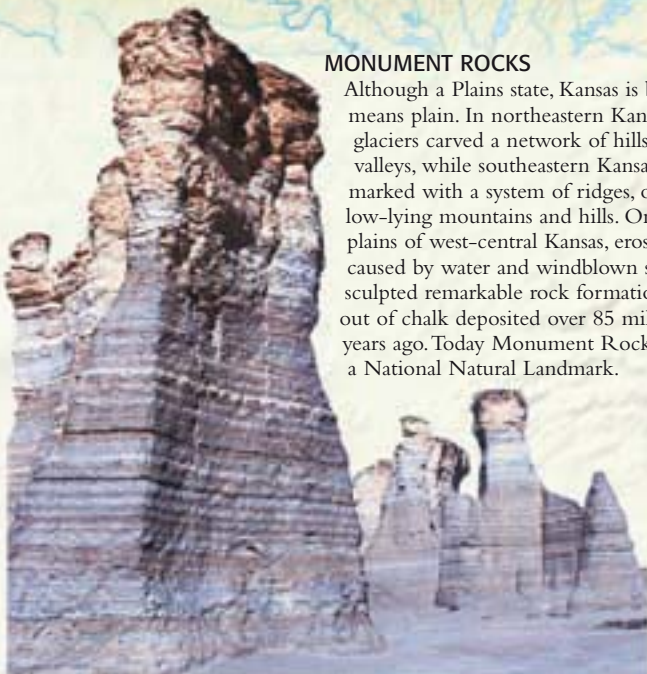 MONUMENT ROCKS
Although a Plains state, Kansas is b
means plain. In northeastern Kan
glaciers carved a network of hills
valleys, while southeastern Kansa
marked with a system of ridges, o
low-lying mountains and hills. On
plains of west-central Kansas, eros
caused by water and windblown s
sculpted remarkable rock formatio
out of chalk deposited over 85 mil
years ago. Today Monument Rock
a National Natural Landmark.